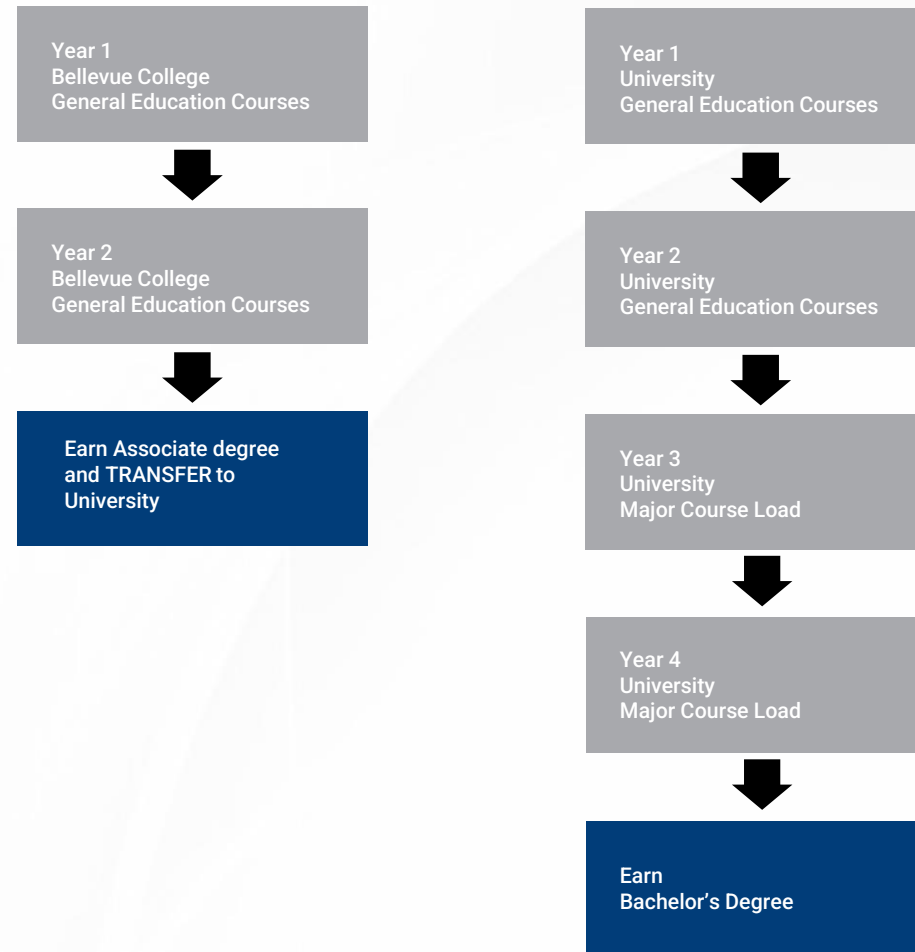 Year 1
Bellevue College
General Education Courses
Year 2
Bellevue College
General Education Courses
Earn Associate degree
and TRANSFER to
University
Year 1
University
General Education Courses
Year 2
University
General Education Courses
Year 3
University
Major Course Load
Year 4
University
Major Course Load
Earn
Bachelor’s Degree